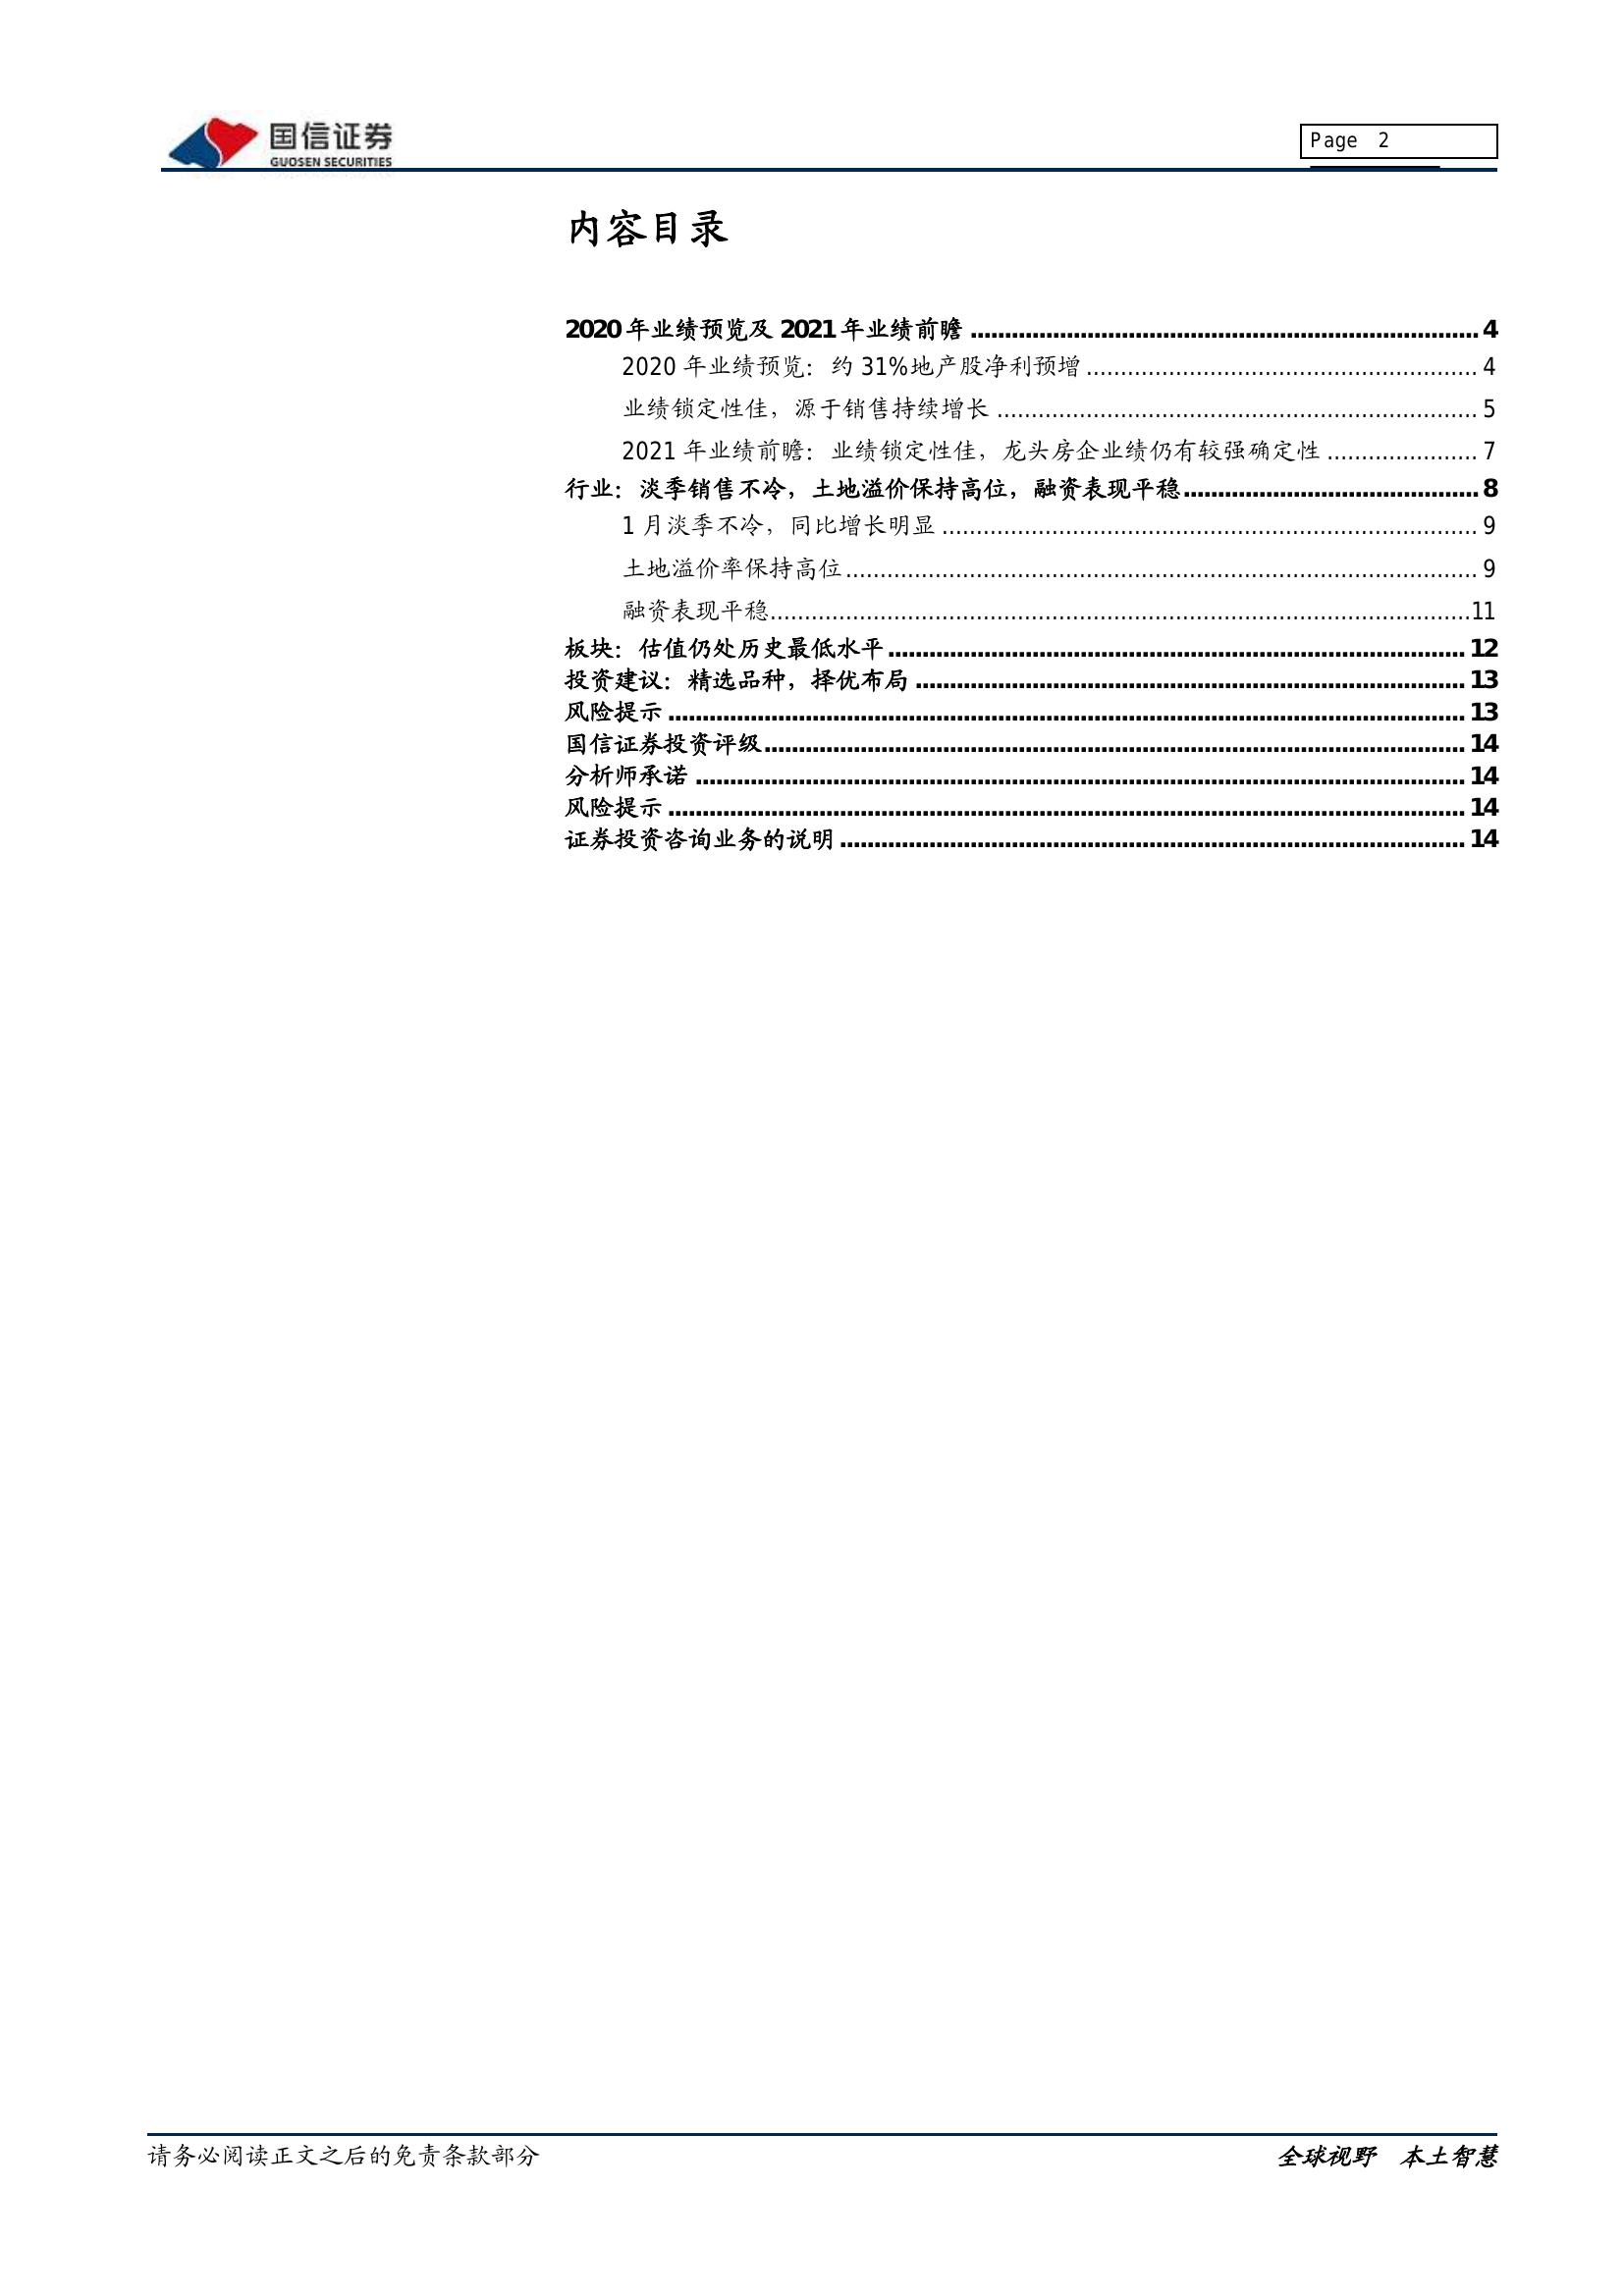 国信证券
GUOSEN SECURITIES
Page 2
内容目录
2020 年业绩预览及 2021 年业绩前瞻 ........................................................................... 4
2020 年业绩预览：约 31%地产股净利预增 ......................................................... 4
业绩锁定性佳，源于销售持续增长 ...................................................................... 5
2021 年业绩前瞻：业绩锁定性佳，龙头房企业绩仍有较强确定性 ...................... 7
行业：淡季销售不冷，土地溢价保持高位，融资表现平稳........................................... 8
1 月淡季不冷，同比增长明显 .............................................................................. 9
土地溢价率保持高位............................................................................................ 9
融资表现平稳......................................................................................................11
板块：估值仍处历史最低水平 .................................................................................... 12
投资建议：精选品种，择优布局 ................................................................................ 13
风险提示 .................................................................................................................... 13
国信证券投资评级...................................................................................................... 14
分析师承诺 ................................................................................................................ 14
风险提示 .................................................................................................................... 14
证券投资咨询业务的说明 ........................................................................................... 14
请务必阅读正文之后的免责条款部分
全球视野 本土智慧